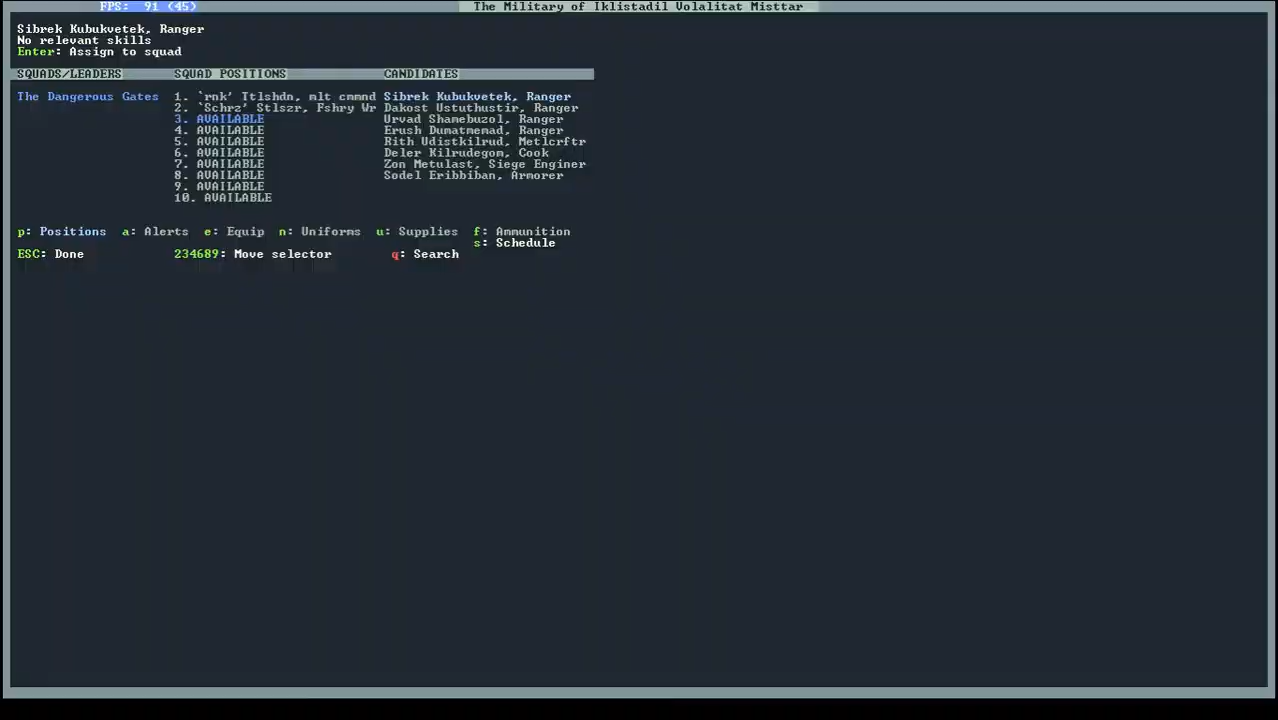 FPS: 91 (45) The Military of Iklistadil Volalitat Misttar
Sibrek Kubukvetek, Ranger
No relevant skills
Enter: Assign to squad
SQUADS/LEADERS SQUAD POSITIONS CANDIDATES
The Dangerous Gates 1. `rnk' Itlshdn, mlt cmmnd Sibrek Kubukvetek, Ranger
2. `Schrz' Stlszr, Fshry Wr Dakost Ustuthustir, Ranger
3. AVAILABLE Urvad Shamebuzol, Ranger
4. AVAILABLE Erush Dumatmemad, Ranger
5. AVAILABLE Rith Udistkilrud, Metlcrftr
6. AVAILABLE Deler Kilrudegom, Cook
7. AVAILABLE Zon Metulast, Siege Enginer
8. AVAILABLE Sodel Eribbiban, Armorer
9. AVAILABLE
10. AVAILABLE
p: Positions a: Alerts e: Equip n: Uniforms u: Supplies f: Ammunition
s: Schedule
ESC: Done 234689: Move selector q: Search